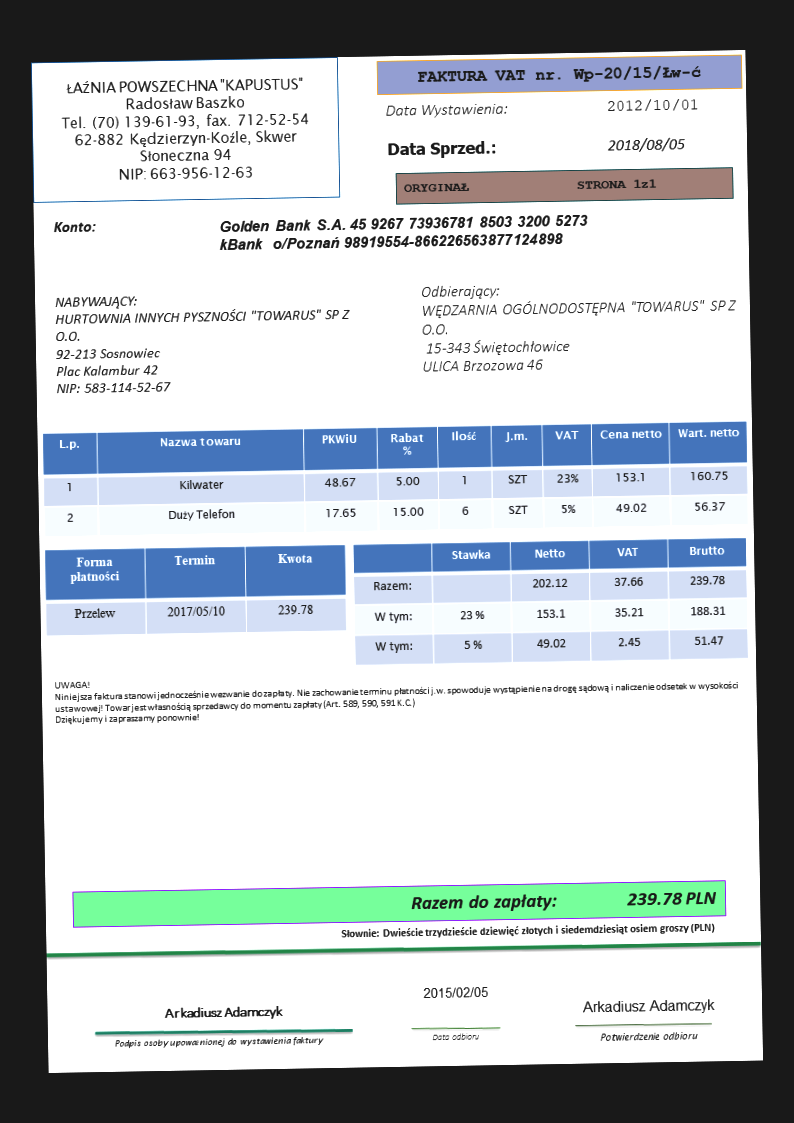 ŁAŹNIA POWSZECHNA "KAPUSTUS"
Radosław Baszko
Tel. (70) 139-61-93, fax. 712-52-54
62-882 Kędzierzyn-Koźle, Skwer
Słoneczna 94
NIP: 663-956-12-63
FAKTURA VAT nr. Wp-20/15/Łw-ć
Data Wystawienia: 2012/10/01
Data Sprzed.: 2018/08/05
ORYGINAŁ STRONA 1z1
Konto: Golden Bank S.A. 45 9267 73936781 8503 3200 5273
kBank o/Poznań 98919554-866226563877124898
NABYWAJĄCY:
HURTOWNIA INNYCH PYSZNOŚCI "TOWARUS" SP Z
O.O.
92-213 Sosnowiec
Plac Kalambur 42
NIP: 583-114-52-67
Odbierający:
WĘDZARNIA OGÓLNODOSTĘPNA "TOWARUS" SP Z
O.O.
15-343 Świętochłowice
ULICA Brzozowa 46
L.p. Nazwa towaru PKWiU Rabat % Ilość J.m. VAT Cena netto Wart. netto
1 Kilwater 48.67 5.00 1 SZT 23% 153.1 160.75
2 Duży Telefon 17.65 15.00 6 SZT 5% 49.02 56.37
Forma płatności Termin Kwota
Przelew 2017/05/10 239.78
Stawka Netto VAT Brutto
Razem: 202.12 37.66 239.78
W tym: 23 % 153.1 35.21 188.31
W tym: 5 % 49.02 2.45 51.47
UWAGA!
Niniejsza faktura stanowi jednocześnie wezwanie do zapłaty. Nie zachowanie terminu płatności j.w. spowoduje wystąpienie na drogę sądową i naliczenie odsetek w wysokości
ustawowej! Towar jest własnością sprzedawcy do momentu zapłaty (Art. 589, 590, 591 K.C.)
Dziękujemy i zapraszamy ponownie!
Razem do zapłaty: 239.78 PLN
Słownie: Dwieście trzydzieście dziewięć złotych i siedemdziesiąt osiem groszy (PLN)
Arkadiusz Adamczyk
Podpis osoby upoważnionej do wystawienia faktury
2015/02/05
Data odbioru
Arkadiusz Adamczyk
Potwierdzenie odbioru